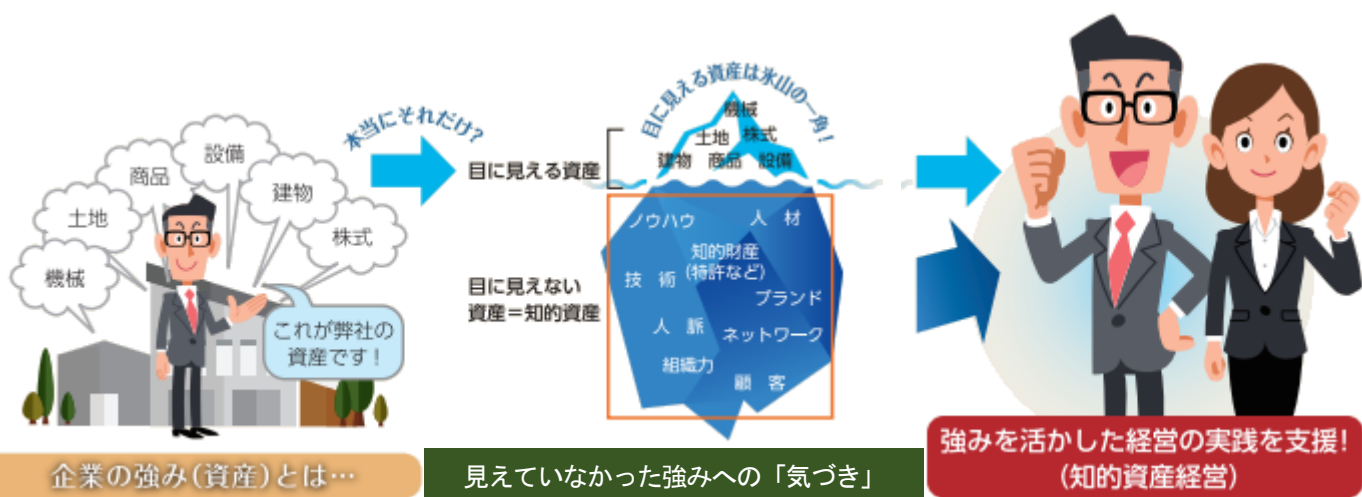 機械
土地
商品
設備
建物
株式
これが弊社の
資産です!
企業の強み(資産)とは…
本当にそれだけ?
目に見える資産は氷山の一角!
機械
土地 株式
建物 商品 設備
目に見える資産
目に見えない
資産=知的資産
ノウハウ 人 材
知的財産
(特許など)
技 術
ブランド
人 脈
ネットワーク
組織力
顧 客
見えていなかった強みへの「気づき」
強みを活かした経営の実践を支援!
(知的資産経営)